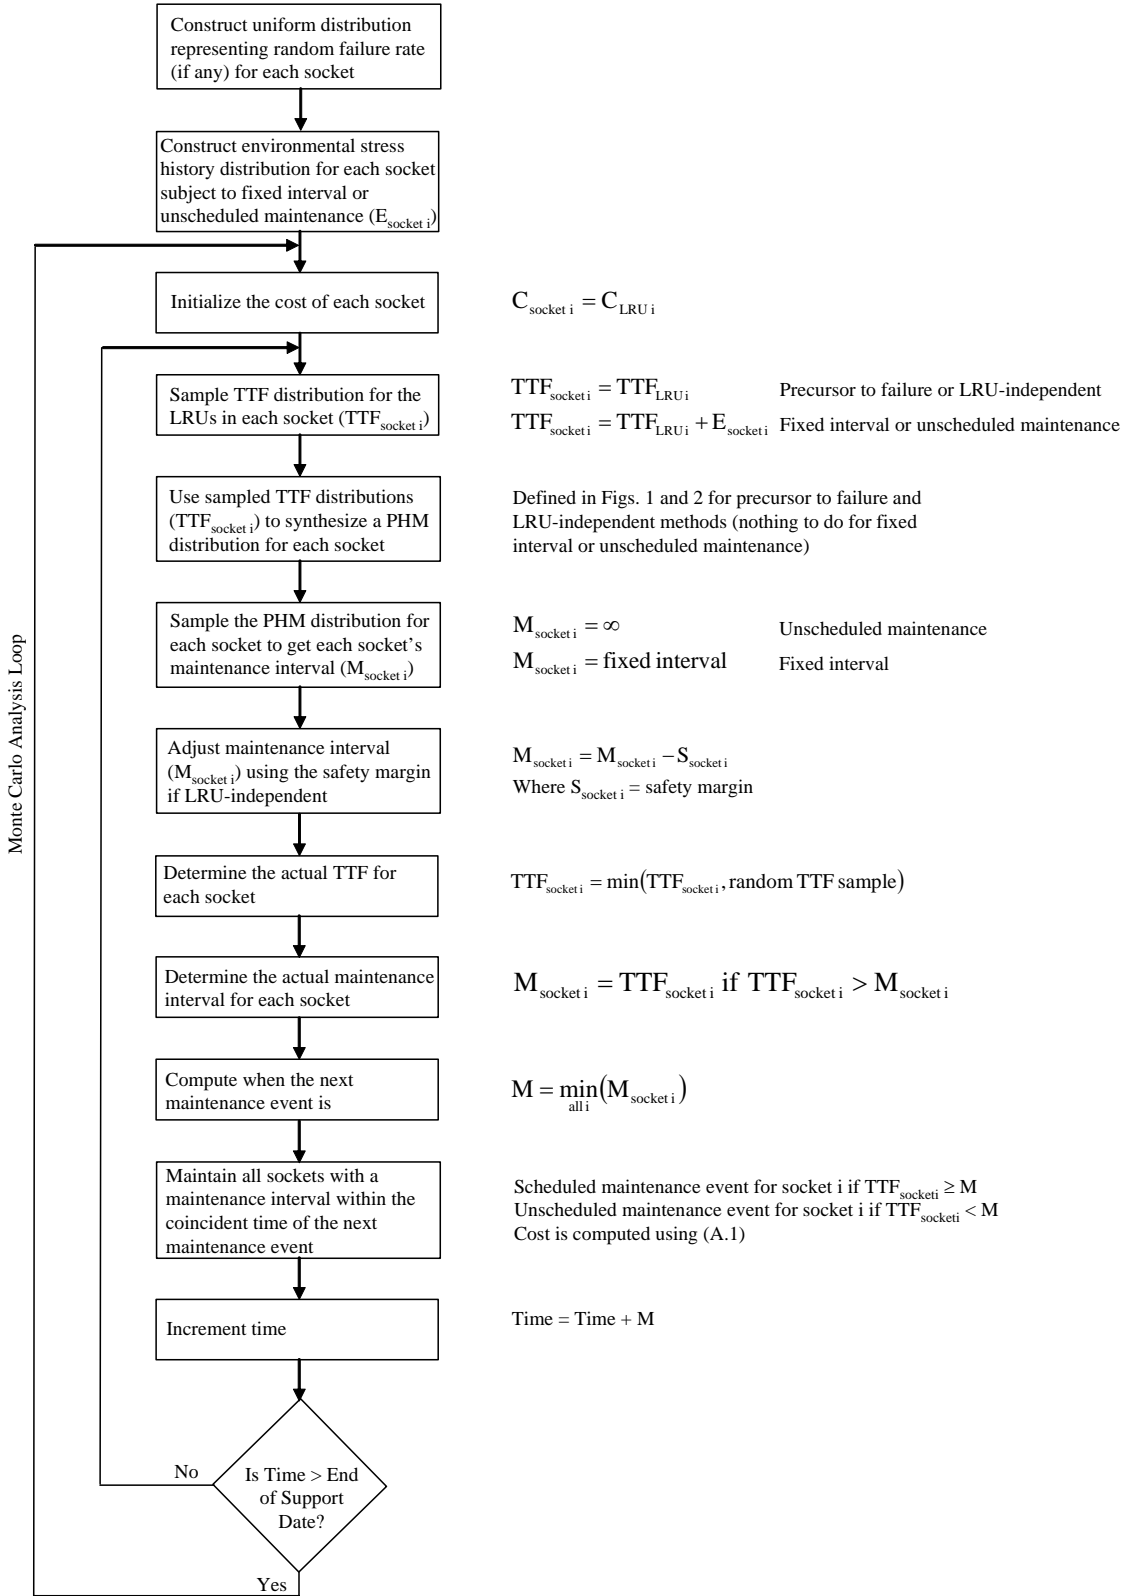 Construct uniform distribution
representing random failure rate
(if any) for each socket
Construct environmental stress
history distribution for each socket
subject to fixed interval or
unscheduled maintenance (E_socket i)
Initialize the cost of each socket
C_socket i = C_LRU i
Sample TTF distribution for the
LRUs in each socket (TTF_socket i)
TTF_socket i = TTF_LRU i Precursor to failure or LRU-independent
TTF_socket i = TTF_LRU i + E_socket i Fixed interval or unscheduled maintenance
Use sampled TTF distributions
(TTF_socket i) to synthesize a PHM
distribution for each socket
Defined in Figs. 1 and 2 for precursor to failure and
LRU-independent methods (nothing to do for fixed
interval or unscheduled maintenance)
Sample the PHM distribution for
each socket to get each socket's
maintenance interval (M_socket i)
M_socket i = ∞ Unscheduled maintenance
M_socket i = fixed interval Fixed interval
Monte Carlo Analysis Loop
Adjust maintenance interval
(M_socket i) using the safety margin
if LRU-independent
M_socket i = M_socket i − S_socket i
Where S_socket i = safety margin
Determine the actual TTF for
each socket
TTF_socket i = min(TTF_socket i, random TTF sample)
Determine the actual maintenance
interval for each socket
M_socket i = TTF_socket i if TTF_socket i > M_socket i
Compute when the next
maintenance event is
M = min(M_socket i)
all i
Maintain all sockets with a
maintenance interval within the
coincident time of the next
maintenance event
Scheduled maintenance event for socket i if TTF_socketi ≥ M
Unscheduled maintenance event for socket i if TTF_socketi < M
Cost is computed using (A.1)
Increment time
Time = Time + M
Is Time > End
of Support
Date?
No
Yes